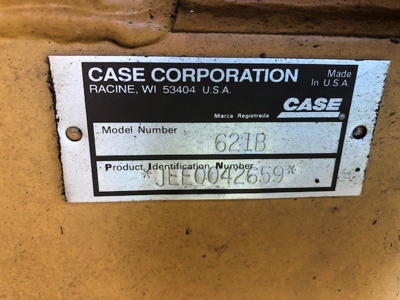 CASE CORPORATION
Made
In U.S.A.
RACINE, WI 53404 U.S.A.
CASE®
Marca Registrada
Model Number
621B
Product Identification Number
*JEE0042659*